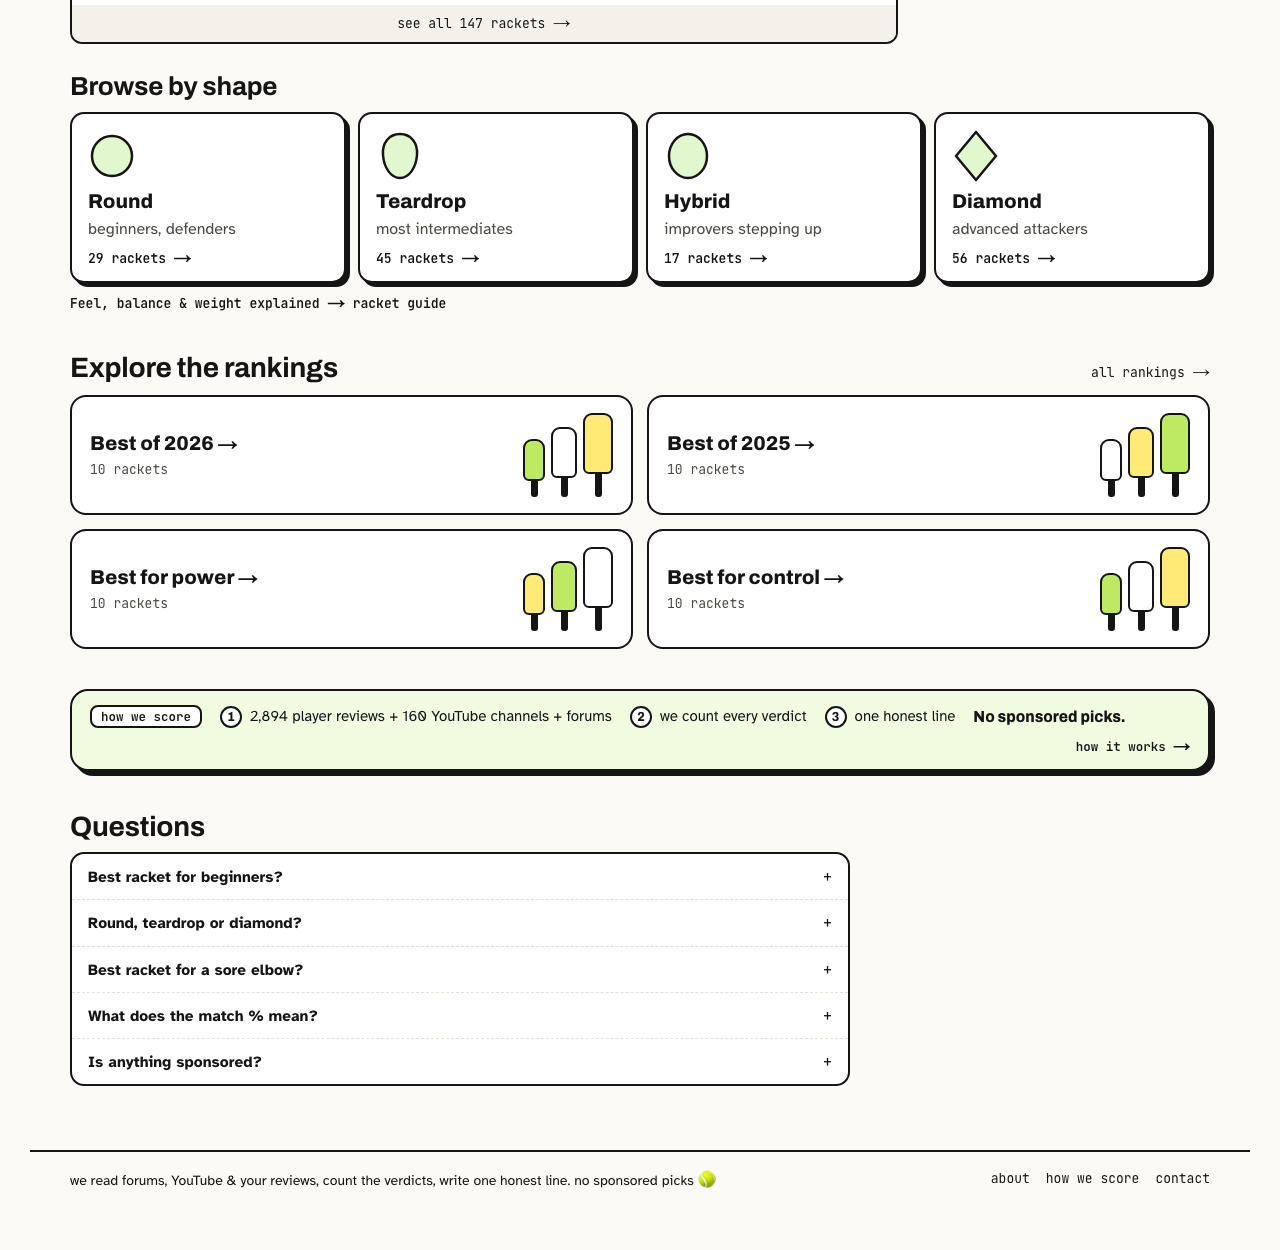 see all 147 rackets →
Browse by shape
Round
beginners, defenders
29 rackets →
Teardrop
most intermediates
45 rackets →
Hybrid
improvers stepping up
17 rackets →
Diamond
advanced attackers
56 rackets →
Feel, balance & weight explained → racket guide
Explore the rankings
all rankings →
Best of 2026 →
10 rackets
Best of 2025 →
10 rackets
Best for power →
10 rackets
Best for control →
10 rackets
how we score 1 2,894 player reviews + 160 YouTube channels + forums 2 we count every verdict 3 one honest line No sponsored picks.
how it works →
Questions
Best racket for beginners? +
Round, teardrop or diamond? +
Best racket for a sore elbow? +
What does the match % mean? +
Is anything sponsored? +
we read forums, YouTube & your reviews, count the verdicts, write one honest line. no sponsored picks 🎾
about how we score contact